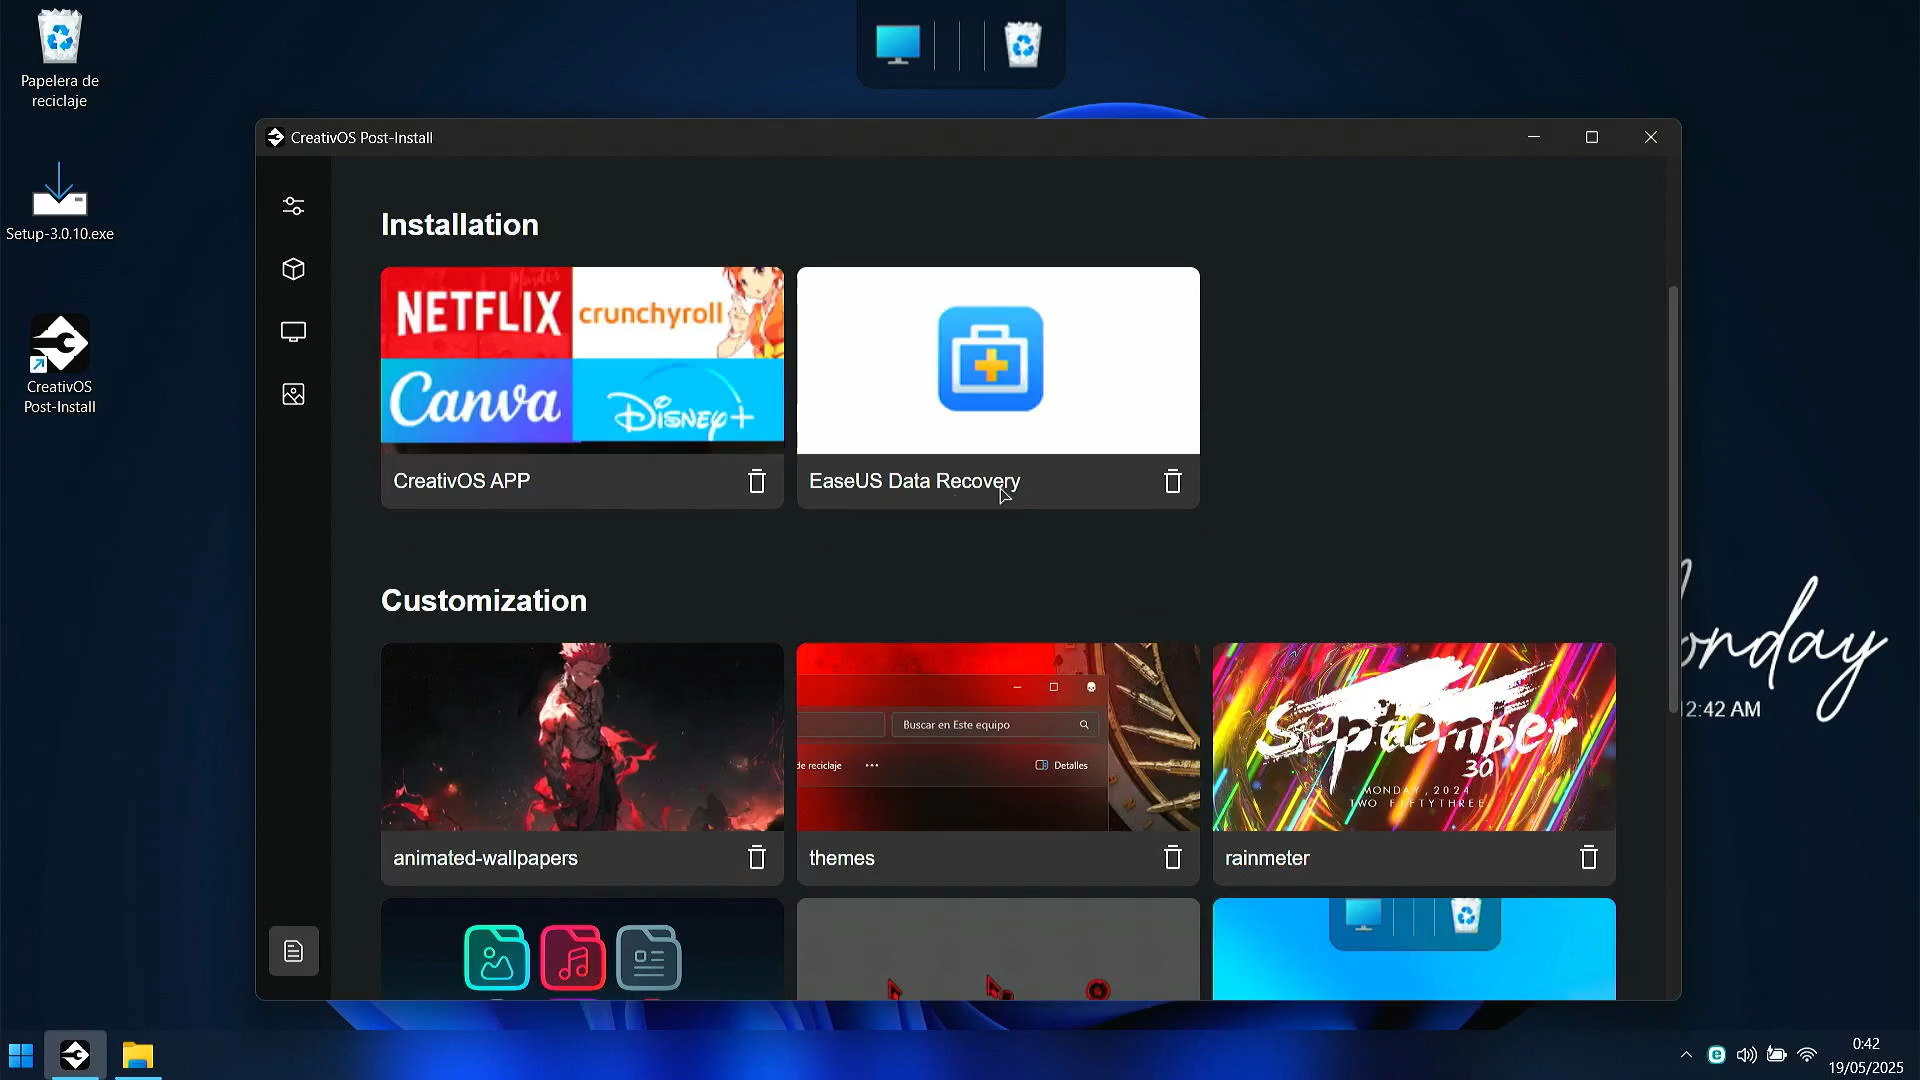 Papelera de
reciclaje
Setup-3.0.10.exe
CreativOS
Post-Install
CreativOS Post-Install
Installation
NETFLIX
crunchyroll
Canva
Disney+
CreativOS APP
EaseUS Data Recovery
Customization
Buscar en Este equipo
de reciclaje
Detalles
September
30
MONDAY, 2024
TWO FIFTYTHREE
animated-wallpapers
themes
rainmeter
onday
12:42 AM
0:42
19/05/2025